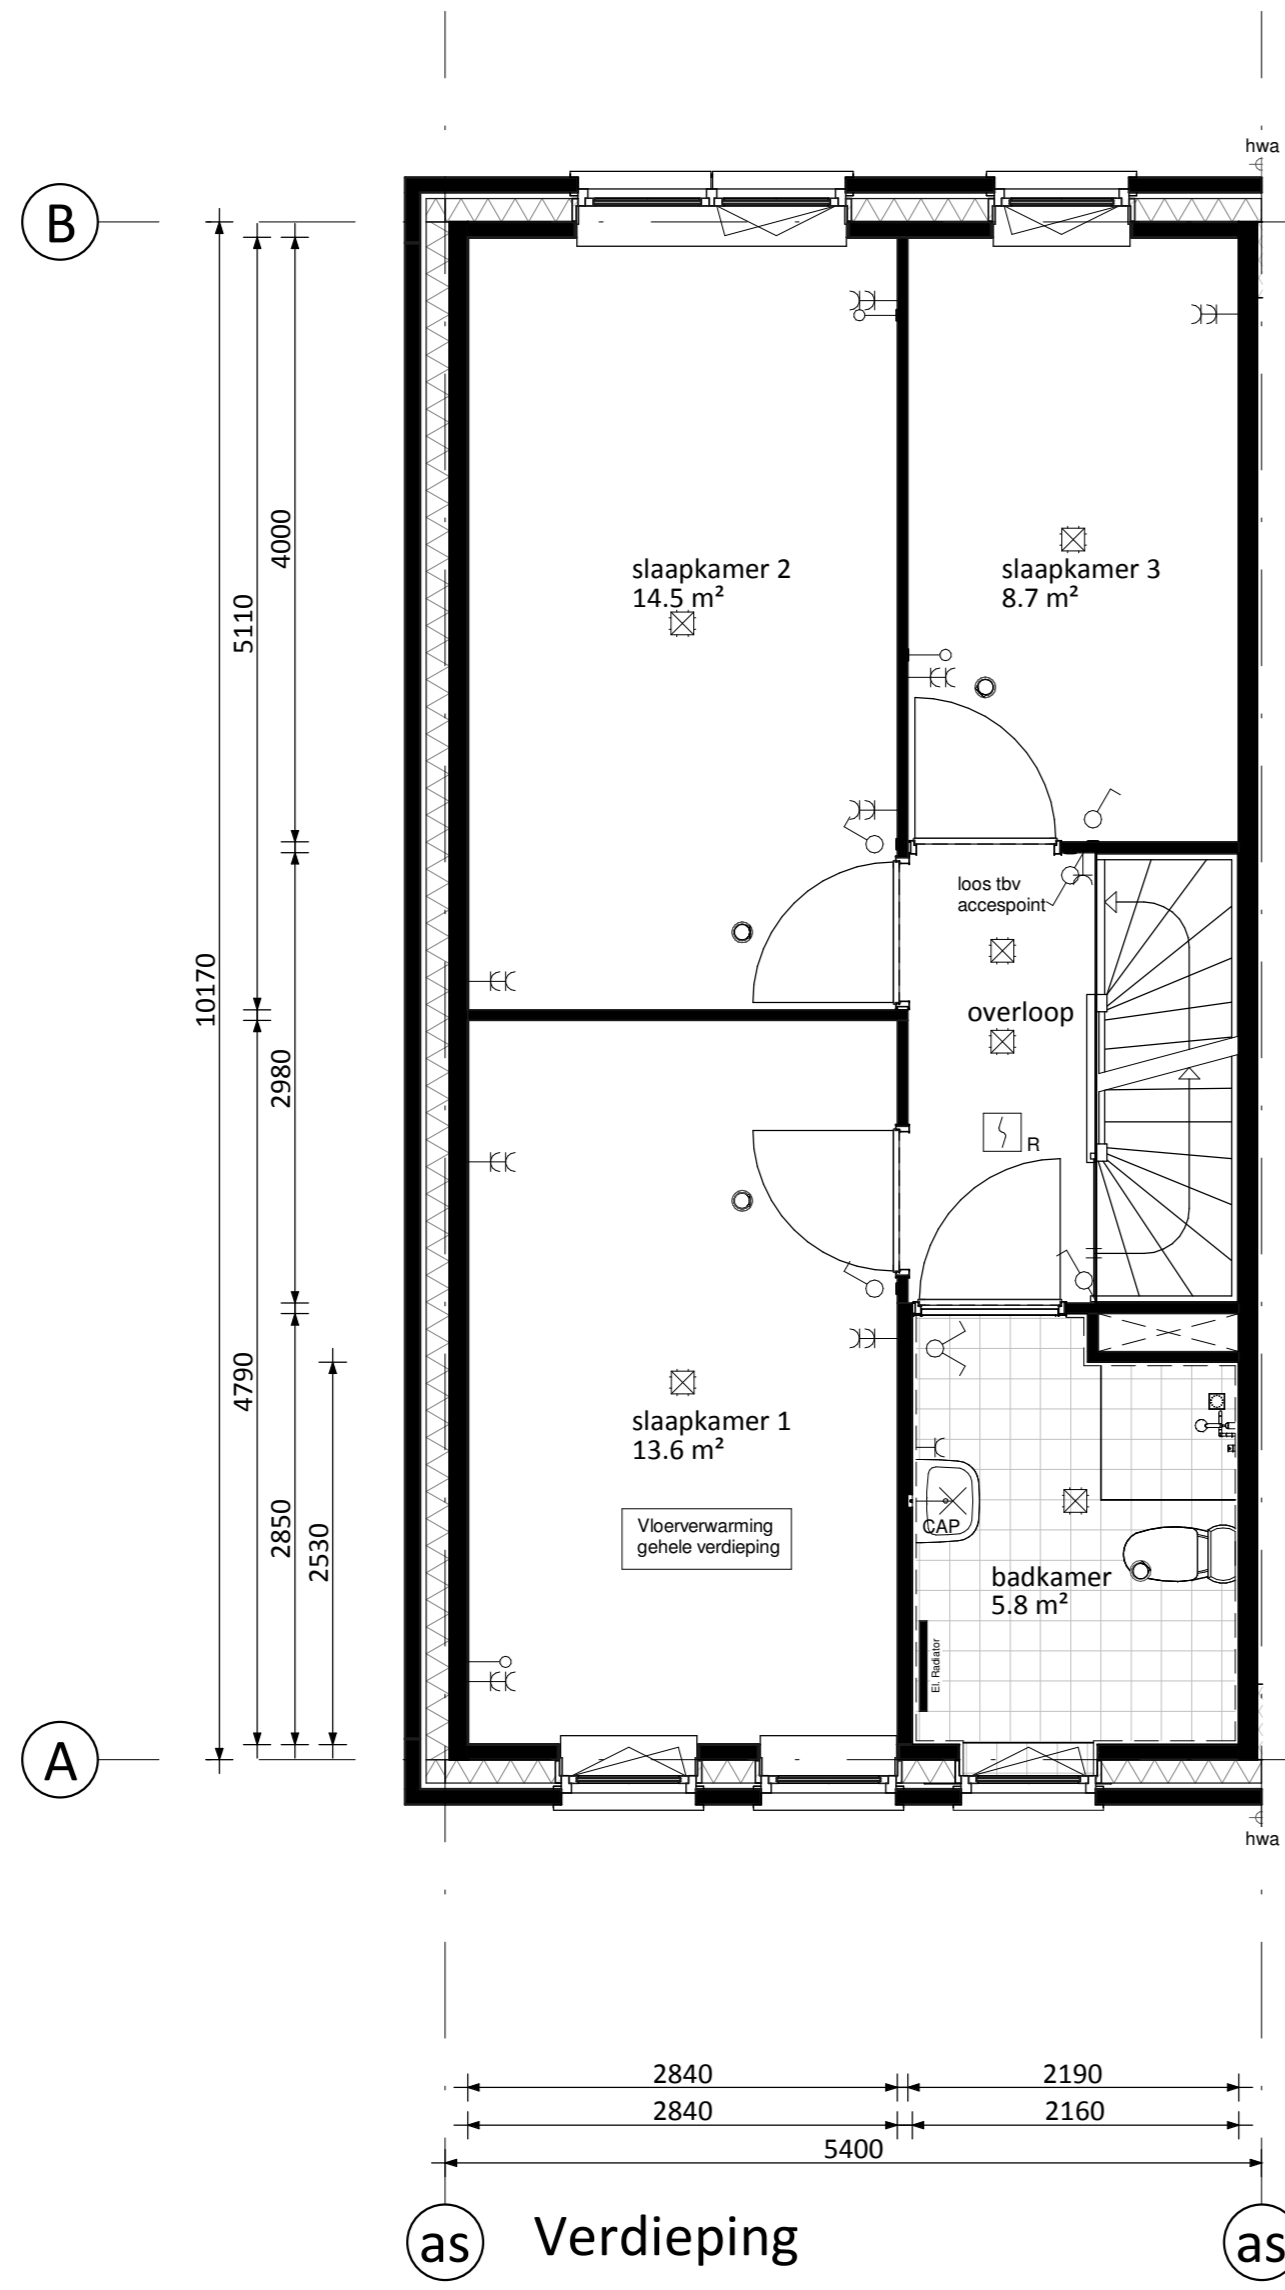 hwa
B
4000
5110
slaapkamer 2
14.5 m²
slaapkamer 3
8.7 m²
loos tbv
accespoint
10170
overloop
2980
R
4790
slaapkamer 1
13.6 m²
2850
2530
Vloerverwarming
gehele verdieping
CAP
badkamer
5.8 m²
El. Radiator
A
hwa
2840
2190
2840
2160
5400
as
Verdieping
as